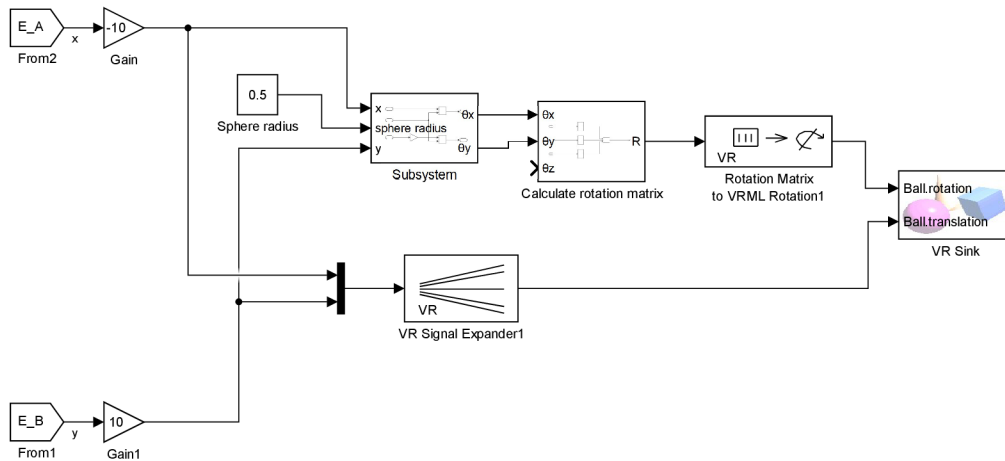 E_A
x
From2
-10
Gain
0.5
Sphere radius
x
sphere radius
y
θx
θy
Subsystem
θx
θy
θz
R
Calculate rotation matrix
VR
Rotation Matrix
to VRML Rotation1
Ball.rotation
Ball.translation
VR Sink
VR
VR Signal Expander1
E_B
y
From1
10
Gain1